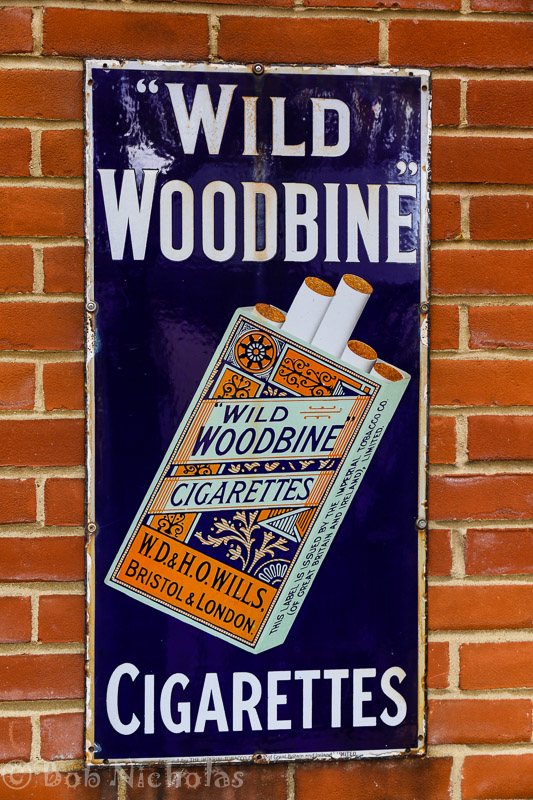 “WILD
WOODBINE”
"WILD
WOODBINE"
CIGARETTES
W.D.& H.O.WILLS.
BRISTOL & LONDON.
THIS LABEL IS ISSUED BY THE IMPERIAL TOBACCO CO.
(OF GREAT BRITAIN AND IRELAND), LIMITED.
CIGARETTES
© Bob Nicholas